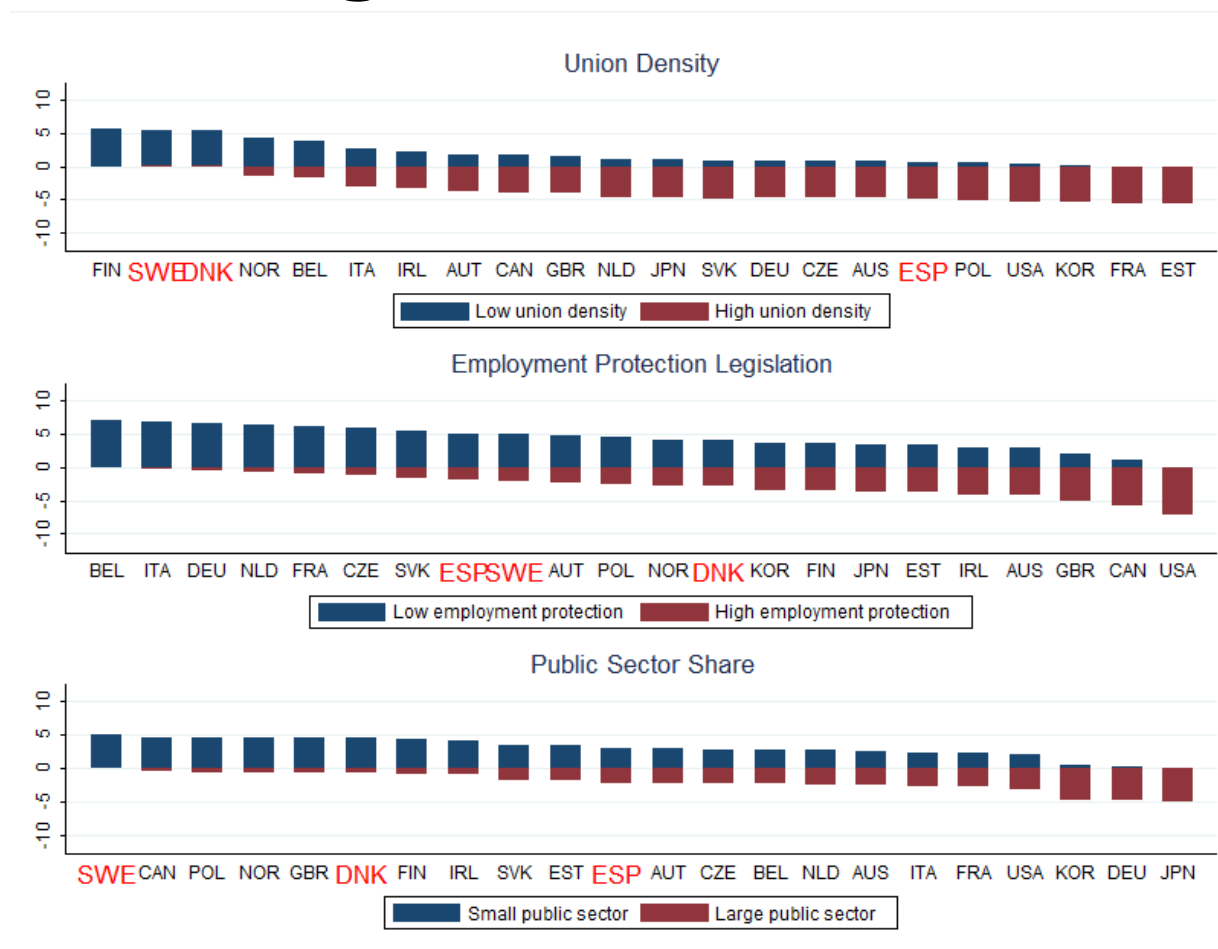 Union Density
10
5
0
-5
-10
FIN SWE DNK NOR BEL ITA IRL AUT CAN GBR NLD JPN SVK DEU CZE AUS ESP POL USA KOR FRA EST
Low union density High union density
Employment Protection Legislation
10
5
0
-5
-10
BEL ITA DEU NLD FRA CZE SVK ESP SWE AUT POL NOR DNK KOR FIN JPN EST IRL AUS GBR CAN USA
Low employment protection High employment protection
Public Sector Share
10
5
0
-5
-10
SWE CAN POL NOR GBR DNK FIN IRL SVK EST ESP AUT CZE BEL NLD AUS ITA FRA USA KOR DEU JPN
Small public sector Large public sector